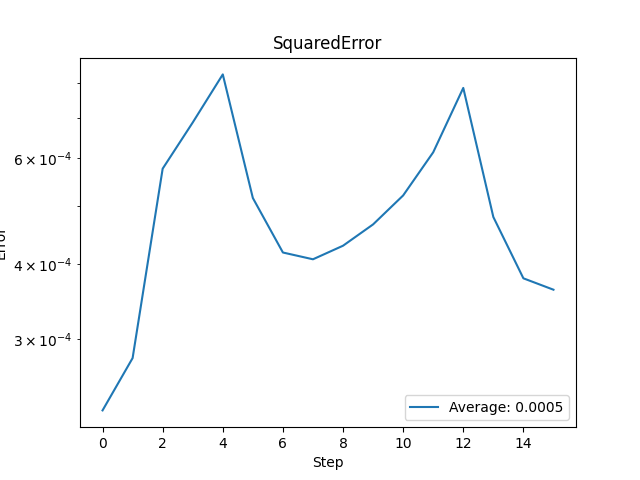 SquaredError
Error
6 × 10⁻⁴
4 × 10⁻⁴
3 × 10⁻⁴
0 2 4 6 8 10 12 14
Step
Average: 0.0005